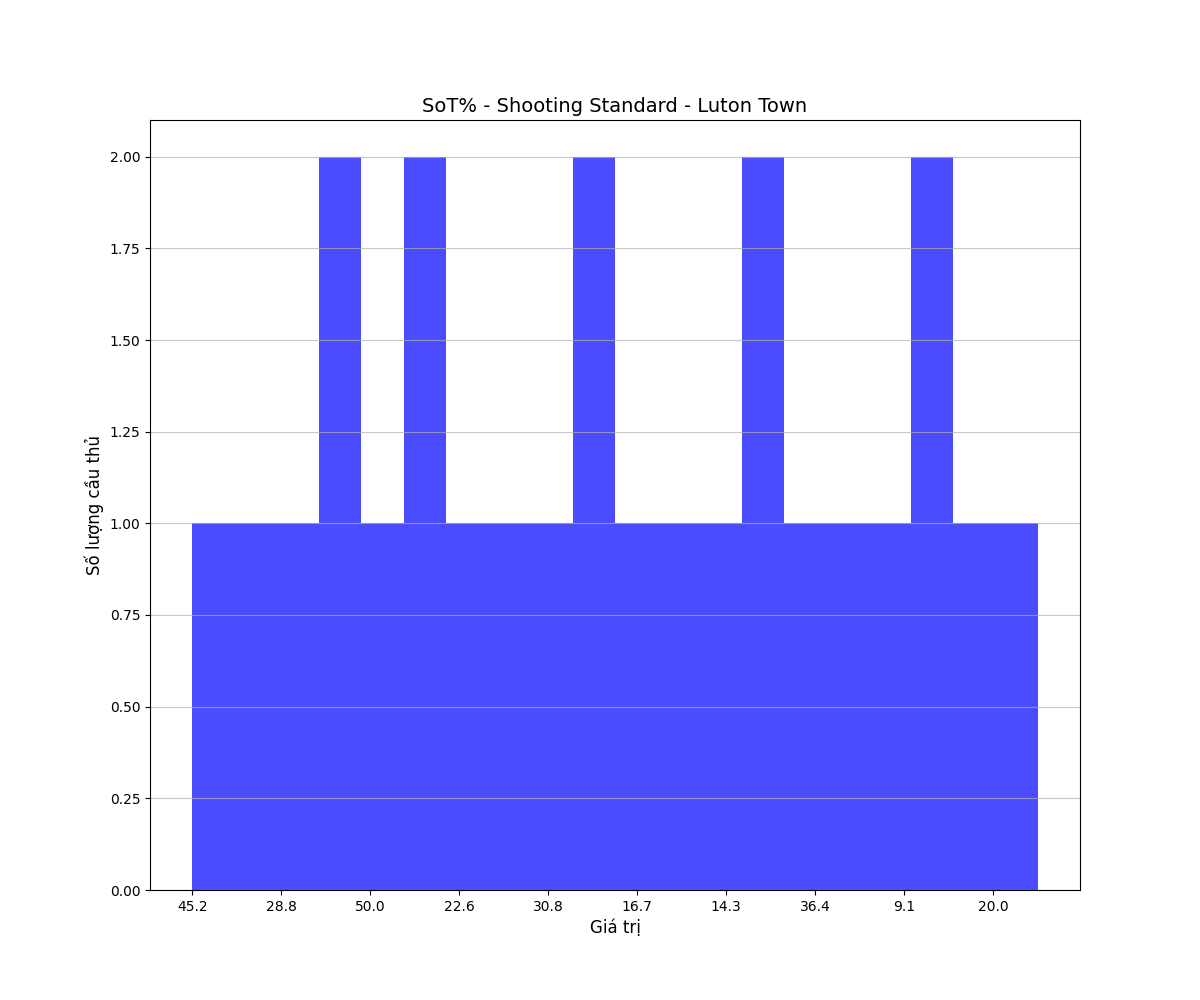 SoT% - Shooting Standard - Luton Town
2.00
1.75
1.50
1.25
1.00
0.75
0.50
0.25
0.00
Số lượng cầu thủ
45.2 28.8 50.0 22.6 30.8 16.7 14.3 36.4 9.1 20.0
Giá trị